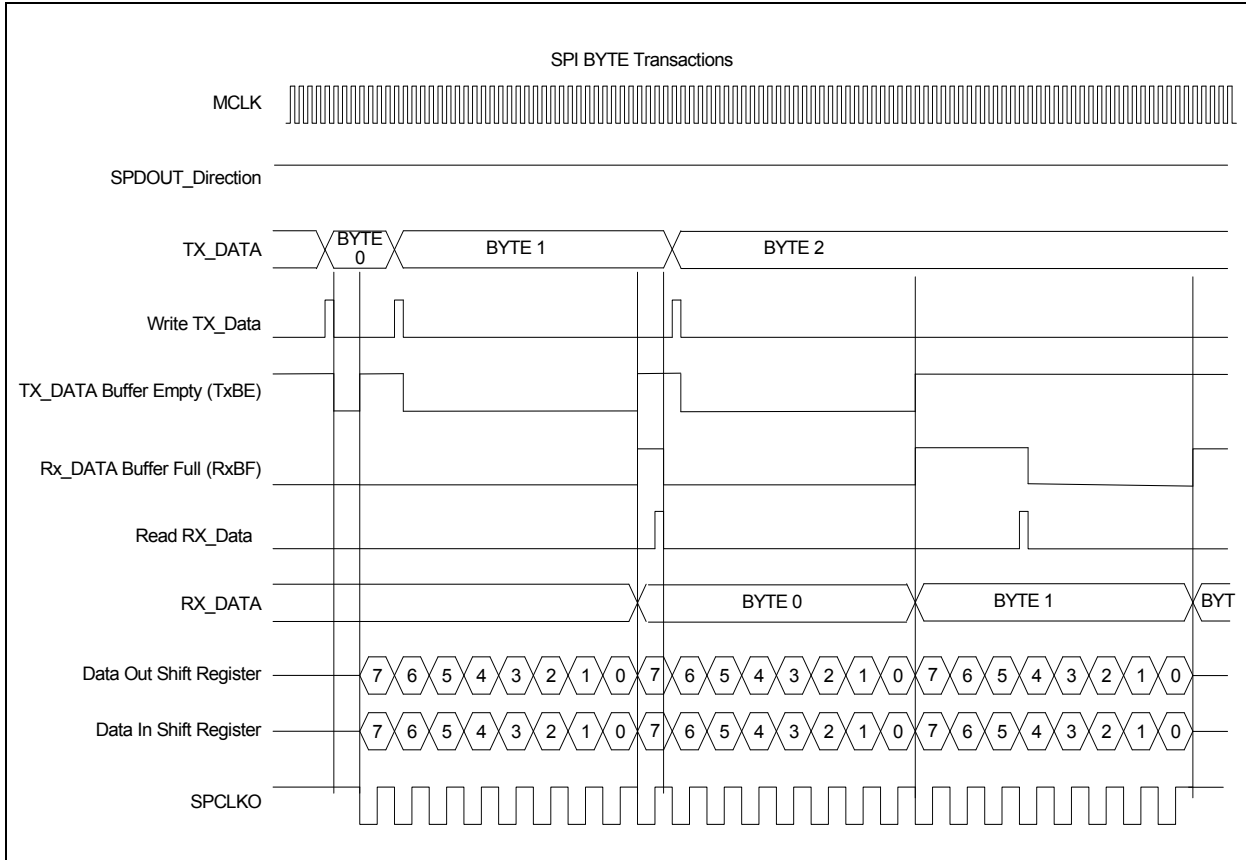 SPI BYTE Transactions
MCLK
SPDOUT_Direction
TX_DATA BYTE 0 BYTE 1 BYTE 2
Write TX_Data
TX_DATA Buffer Empty (TxBE)
Rx_DATA Buffer Full (RxBF)
Read RX_Data
RX_DATA BYTE 0 BYTE 1 BYT
Data Out Shift Register 7 6 5 4 3 2 1 0 7 6 5 4 3 2 1 0 7 6 5 4 3 2 1 0
Data In Shift Register 7 6 5 4 3 2 1 0 7 6 5 4 3 2 1 0 7 6 5 4 3 2 1 0
SPCLKO